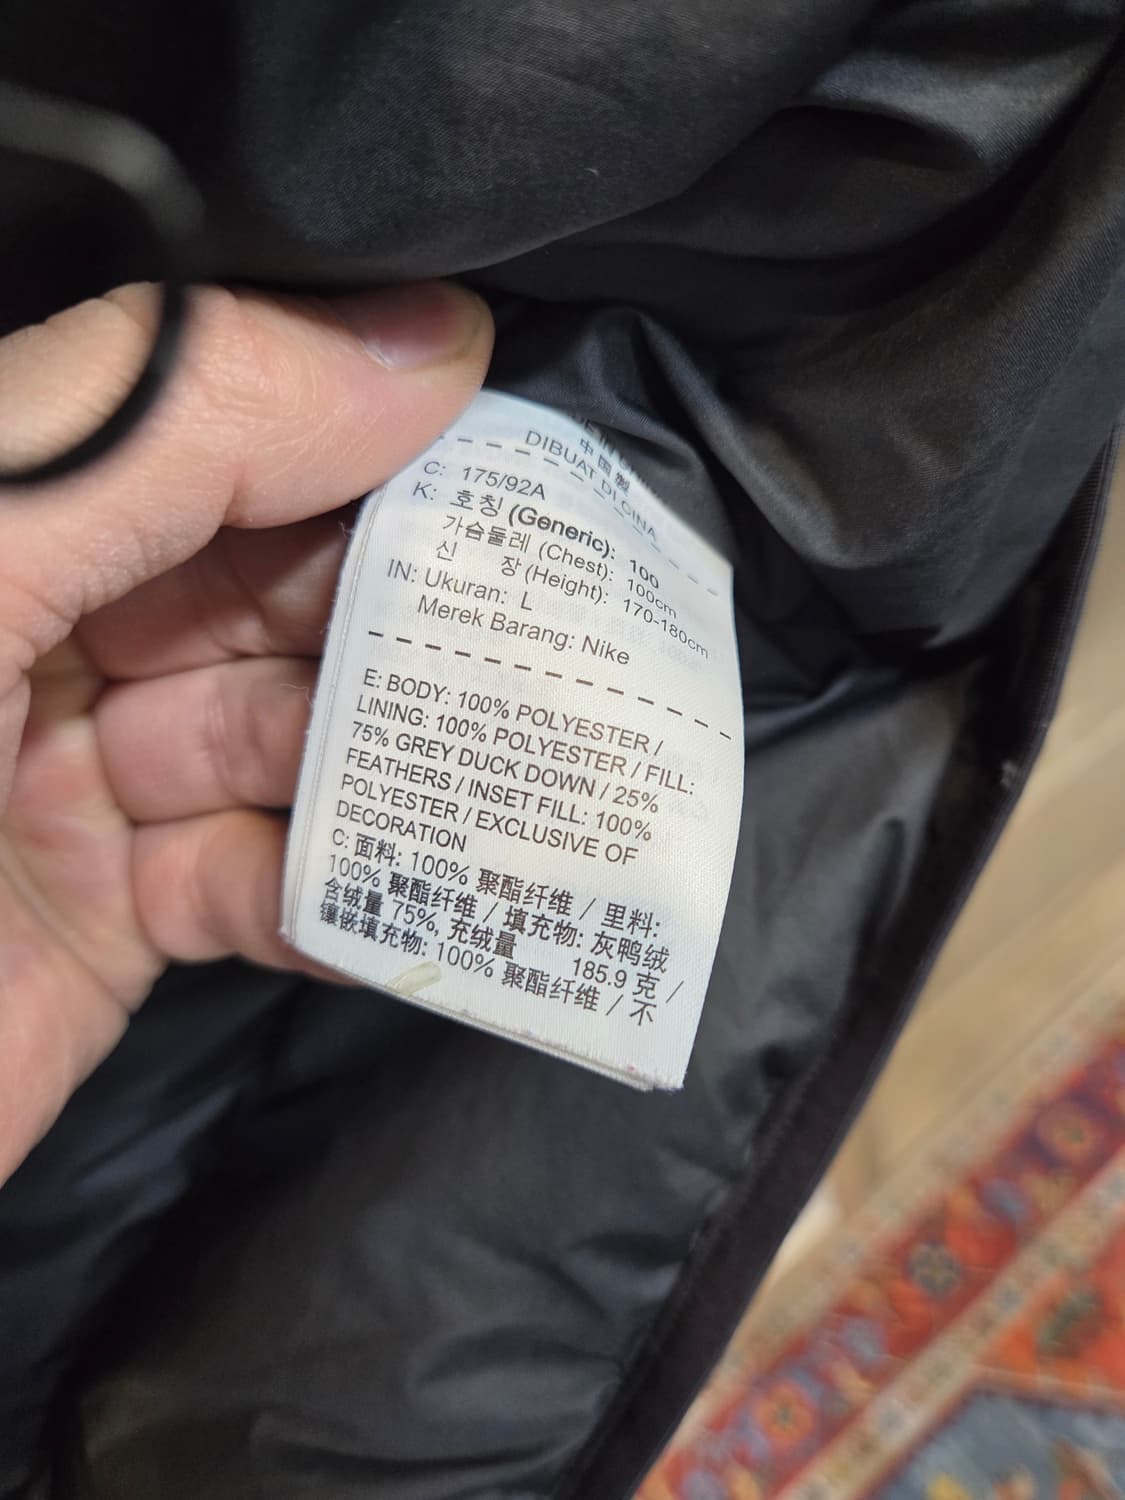 中国製
DIBUAT DI CINA
C: 175/92A
K: 호칭 (Generic): 100
가슴둘레 (Chest): 100cm
신 장 (Height): 170-180cm
IN: Ukuran: L
Merek Barang: Nike
E: BODY: 100% POLYESTER /
LINING: 100% POLYESTER / FILL:
75% GREY DUCK DOWN / 25%
FEATHERS / INSET FILL: 100%
POLYESTER / EXCLUSIVE OF
DECORATION
C: 面料: 100% 聚酯纤维 / 里料:
100% 聚酯纤维 / 填充物: 灰鸭绒
含绒量 75%, 充绒量 185.9 克 /
镶嵌填充物: 100% 聚酯纤维 / 不